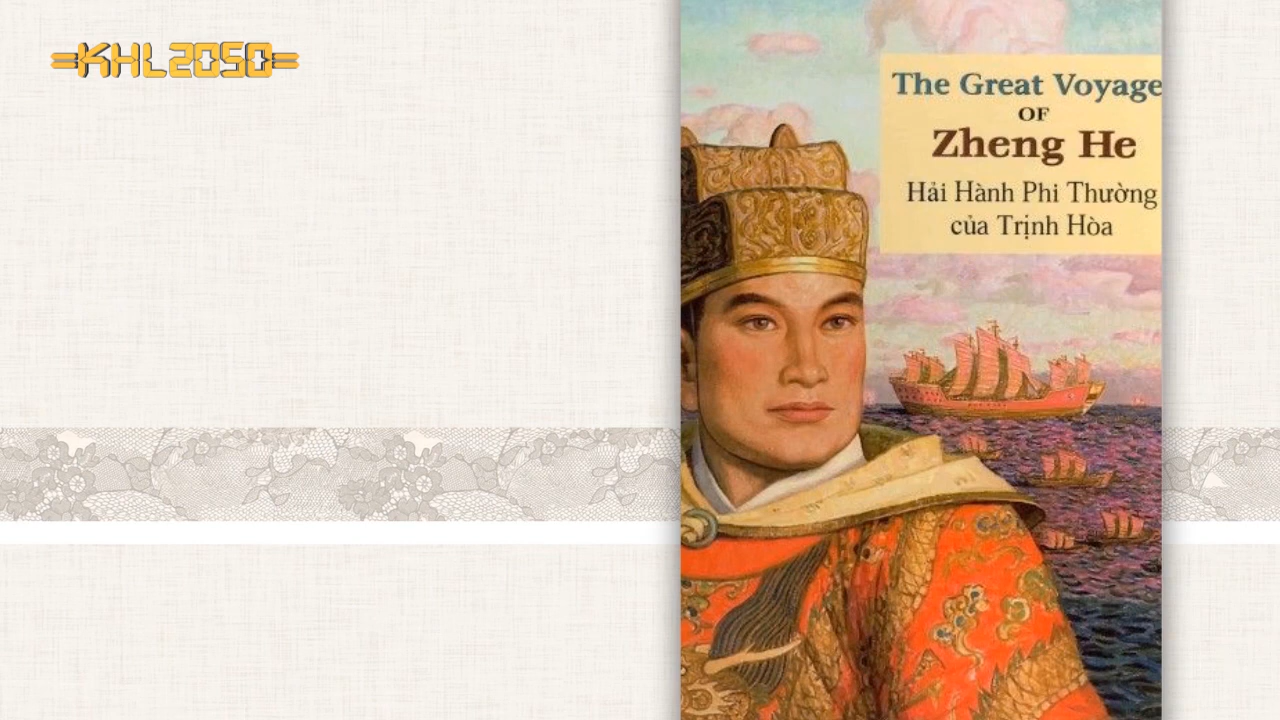 KHL2050
The Great Voyage
OF
Zheng He
Hải Hành Phi Thường
của Trịnh Hòa